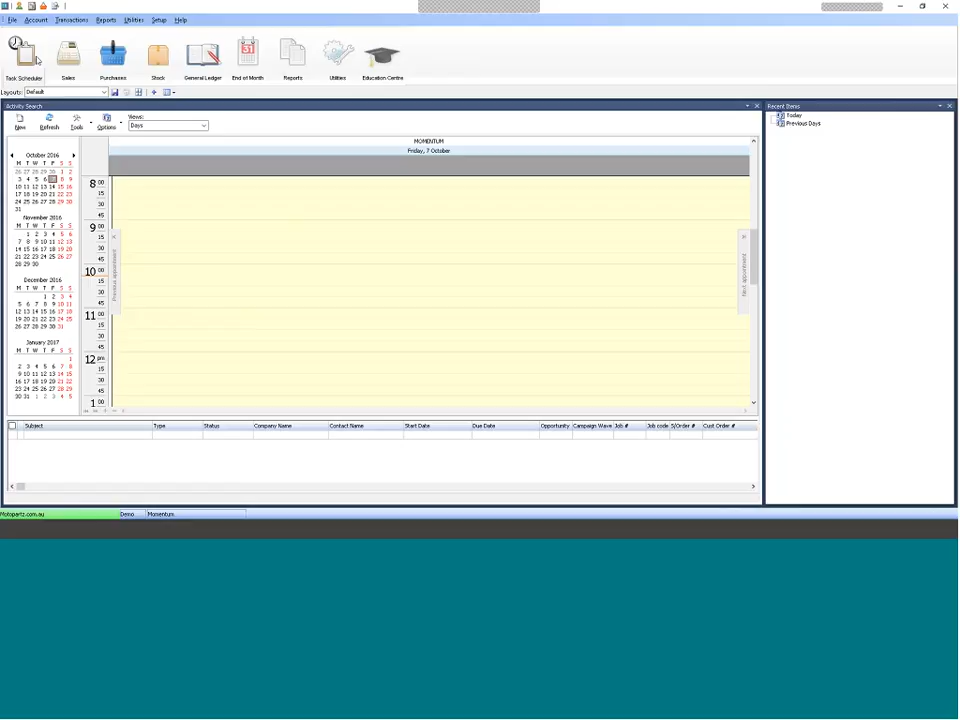 File Account Transactions Reports Utilities Setup Help
Task Scheduler Sales Purchases Stock General Ledger End of Month Reports Utilities Education Centre
Layouts: Default
Activity Search
Recent Items
New Refresh Tools Options
Views:
Days
Today
Previous Days
October 2016
M T W T F S S
26 27 28 29 30 1 2
3 4 5 6 7 8 9
10 11 12 13 14 15 16
17 18 19 20 21 22 23
24 25 26 27 28 29 30
31
November 2016
M T W T F S S
1 2 3 4 5 6
7 8 9 10 11 12 13
14 15 16 17 18 19 20
21 22 23 24 25 26 27
28 29 30
December 2016
M T W T F S S
1 2 3 4
5 6 7 8 9 10 11
12 13 14 15 16 17 18
19 20 21 22 23 24 25
26 27 28 29 30 31
January 2017
M T W T F S S
1
2 3 4 5 6 7 8
9 10 11 12 13 14 15
16 17 18 19 20 21 22
23 24 25 26 27 28 29
30 31 1 2 3 4 5
MOMENTUM
Friday, 7 October
8 00
15
30
45
9 00
15
30
45
10 00
15
30
45
11 00
15
30
45
12 pm
15
30
45
1 00
Previous appointment
Next appointment
Subject Type Status Company Name Contact Name Start Date Due Date Opportunity Campaign Wave Job # Job code S/Order # Cust Order #
Motopartz.com.au Demo Momentum